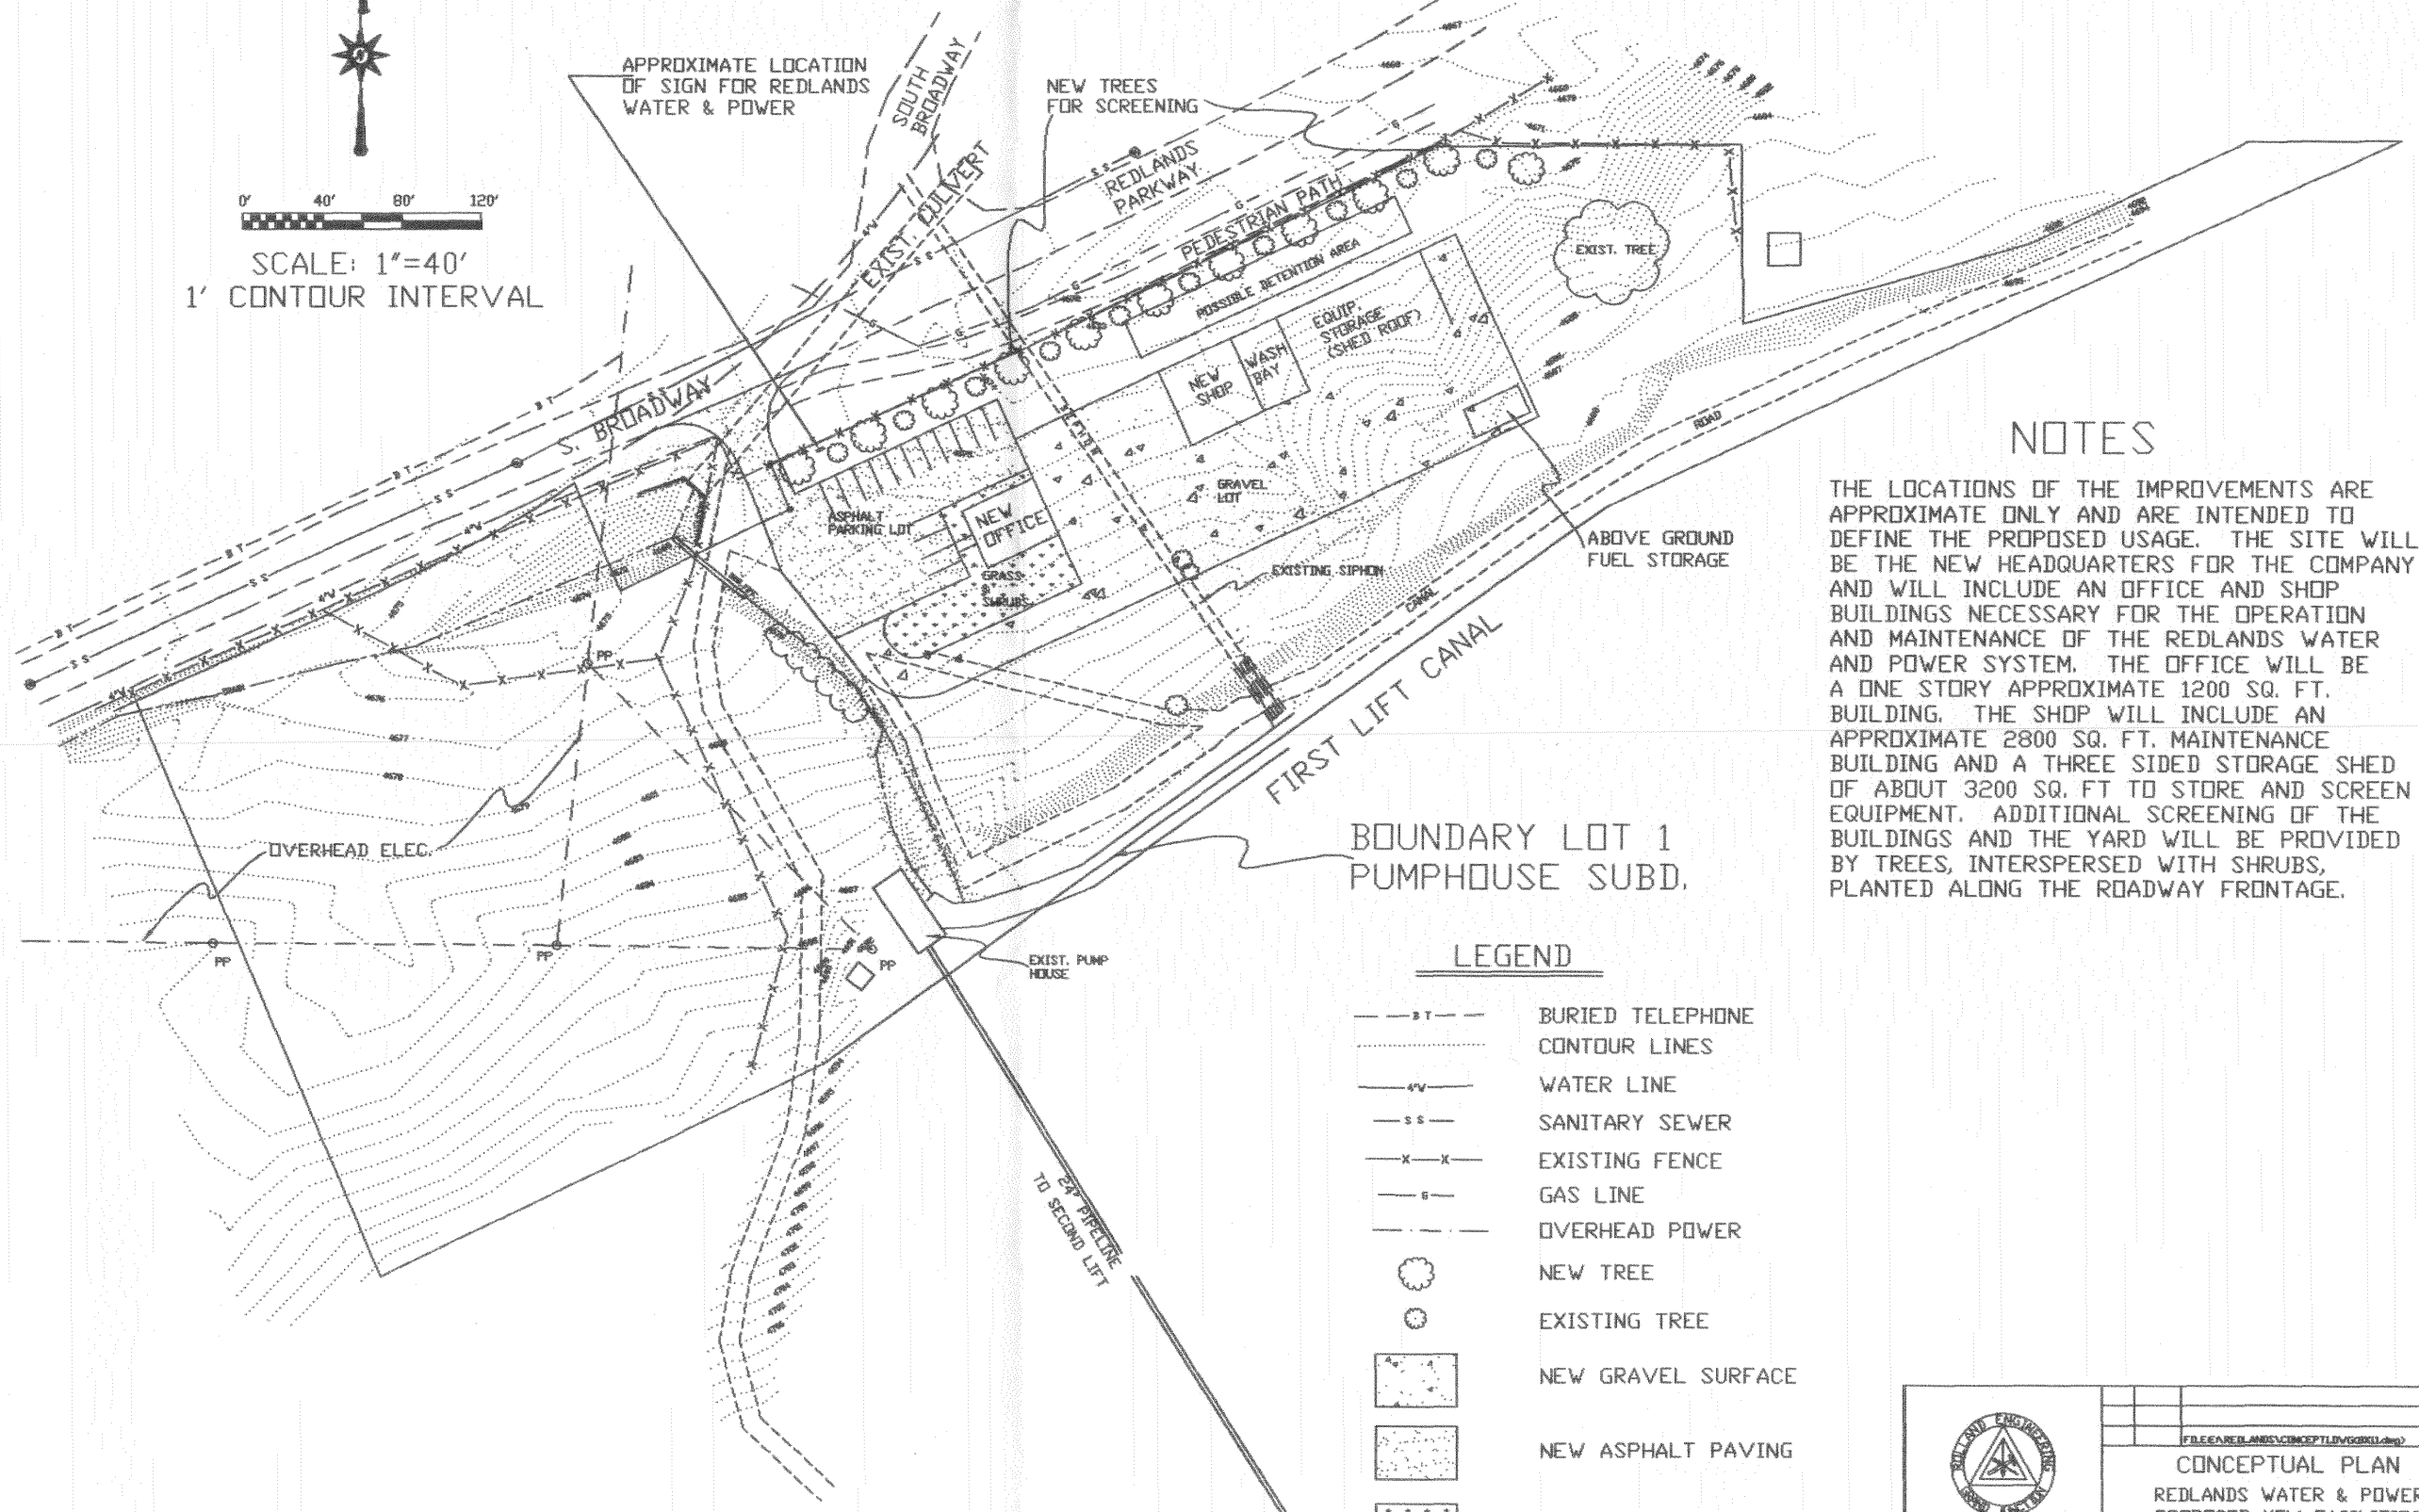 APPROXIMATE LOCATION
OF SIGN FOR REDLANDS
WATER & POWER
SOUTH
BROADWAY
NEW TREES
FOR SCREENING
EXIST. CULVERT
REDLANDS
PARKWAY
PEDESTRIAN PATH
POSSIBLE DETENTION AREA
EXIST. TREE
0' 40' 80' 120'
SCALE: 1"=40'
1' CONTOUR INTERVAL
S. BROADWAY
EQUIP.
STORAGE
(SHED ROOF)
WASH
BAY
NEW
SHOP
GRAVEL
LOT
ASPHALT
PARKING LOT
NEW
OFFICE
GRASS
&
SHRUBS
EXISTING SIPHON
ROAD
CANAL
ABOVE GROUND
FUEL STORAGE
FIRST LIFT CANAL
NOTES
THE LOCATIONS OF THE IMPROVEMENTS ARE
APPROXIMATE ONLY AND ARE INTENDED TO
DEFINE THE PROPOSED USAGE. THE SITE WILL
BE THE NEW HEADQUARTERS FOR THE COMPANY
AND WILL INCLUDE AN OFFICE AND SHOP
BUILDINGS NECESSARY FOR THE OPERATION
AND MAINTENANCE OF THE REDLANDS WATER
AND POWER SYSTEM. THE OFFICE WILL BE
A ONE STORY APPROXIMATE 1200 SQ. FT.
BUILDING. THE SHOP WILL INCLUDE AN
APPROXIMATE 2800 SQ. FT. MAINTENANCE
BUILDING AND A THREE SIDED STORAGE SHED
OF ABOUT 3200 SQ. FT TO STORE AND SCREEN
EQUIPMENT. ADDITIONAL SCREENING OF THE
BUILDINGS AND THE YARD WILL BE PROVIDED
BY TREES, INTERSPERSED WITH SHRUBS,
PLANTED ALONG THE ROADWAY FRONTAGE.
PP
OVERHEAD ELEC.
PP
PP
PP
EXIST. PUMP
HOUSE
BOUNDARY LOT 1
PUMPHOUSE SUBD.
24" PIPELINE
TO SECOND LIFT
LEGEND
B T BURIED TELEPHONE
CONTOUR LINES
4"W WATER LINE
S S SANITARY SEWER
X X EXISTING FENCE
G GAS LINE
OVERHEAD POWER
NEW TREE
EXISTING TREE
NEW GRAVEL SURFACE
NEW ASPHALT PAVING
ROLLAND ENGINEERING
CONCEPTUAL PLAN
REDLANDS WATER & POWER